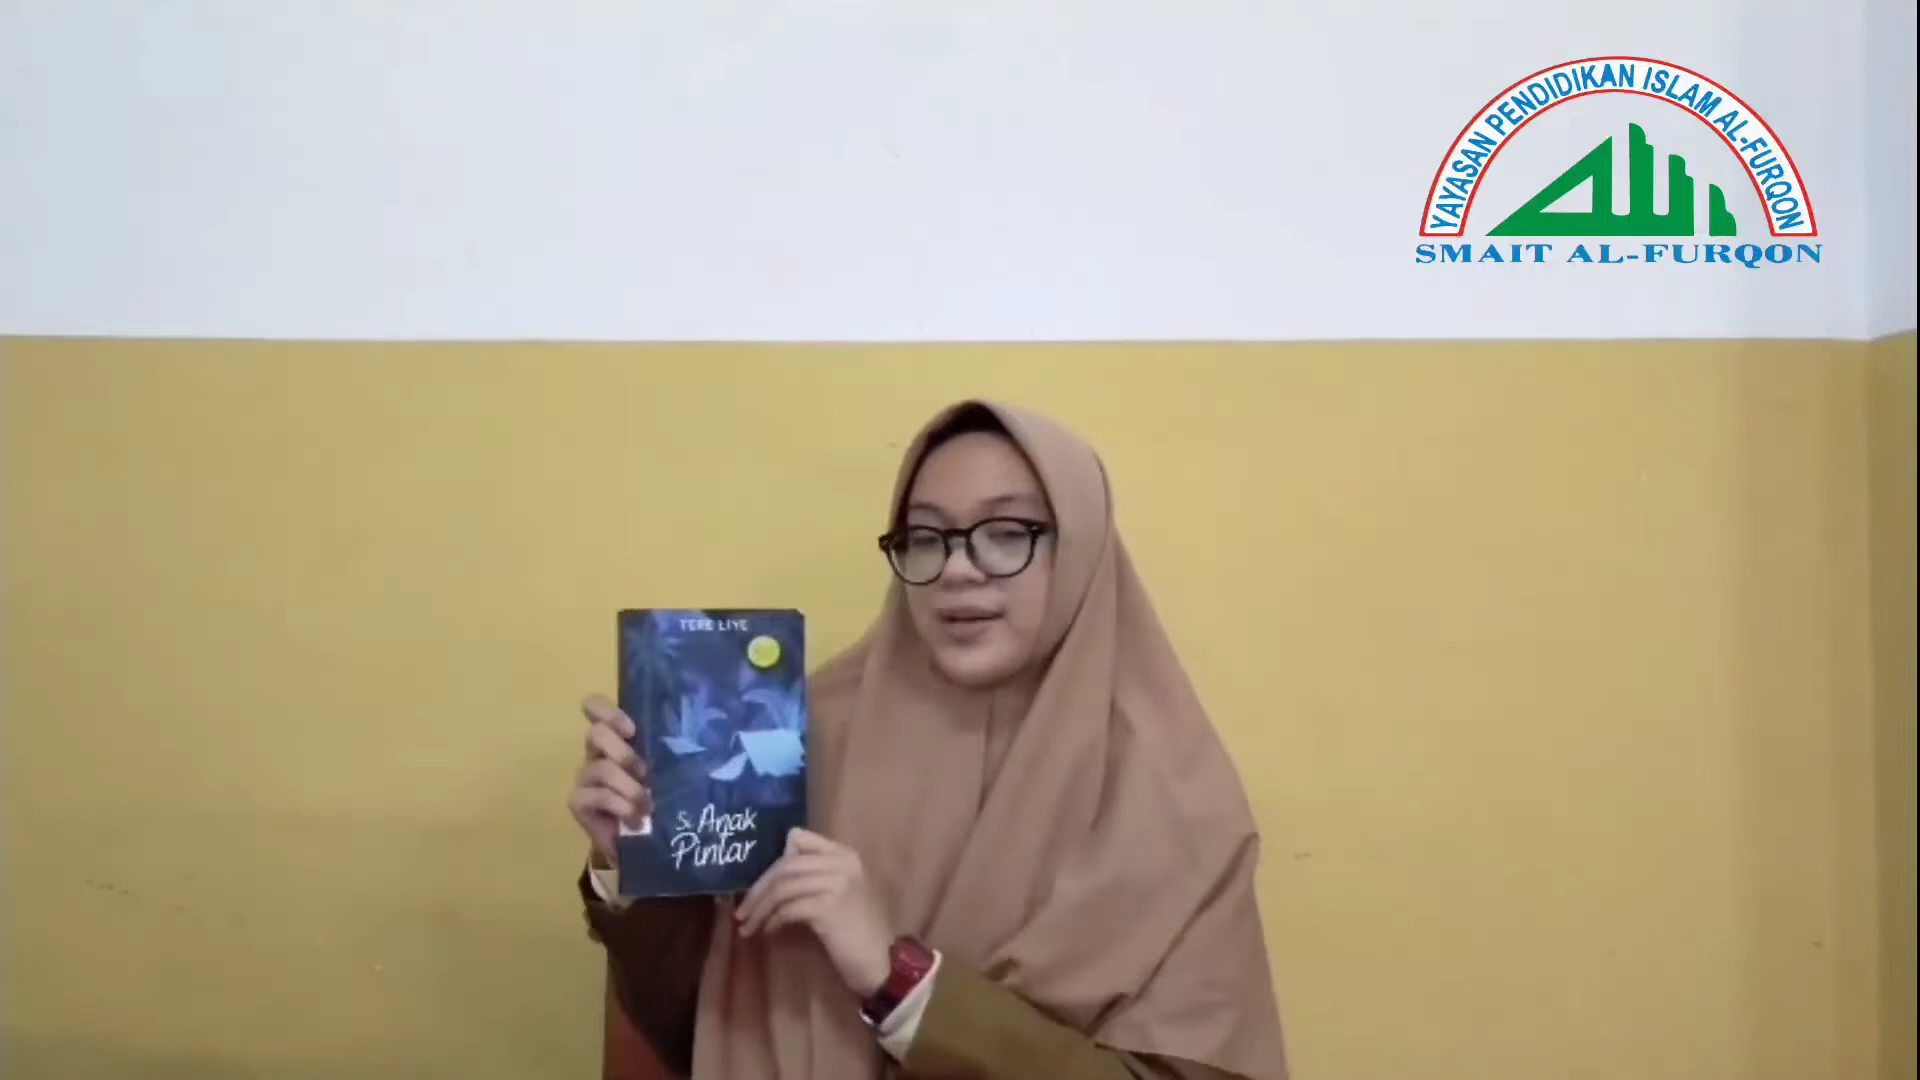 YAYASAN PENDIDIKAN ISLAM AL-FURQON
SMAIT AL-FURQON
TERE LIYE
Si Anak
Pintar